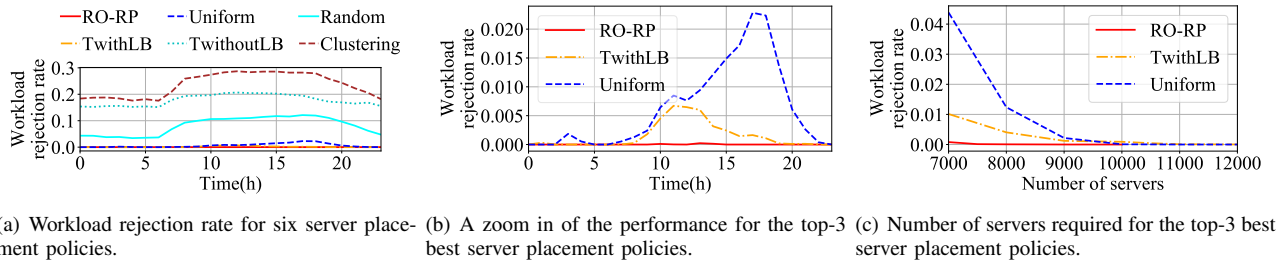 RO-RP Uniform Random
TwithLB TwithoutLB Clustering
Workload
rejection rate
0.3
0.2
0.1
0.0
0 5 10 15 20
Time(h)
Workload
rejection rate
0.020
0.015
0.010
0.005
0.000
RO-RP
TwithLB
Uniform
0 5 10 15 20
Time(h)
Workload
rejection rate
0.04
0.03
0.02
0.01
0.00
RO-RP
TwithLB
Uniform
7000 8000 9000 10000 11000 12000
Number of servers
(a) Workload rejection rate for six server place-
ment policies.
(b) A zoom in of the performance for the top-3
best server placement policies.
(c) Number of servers required for the top-3 best
server placement policies.